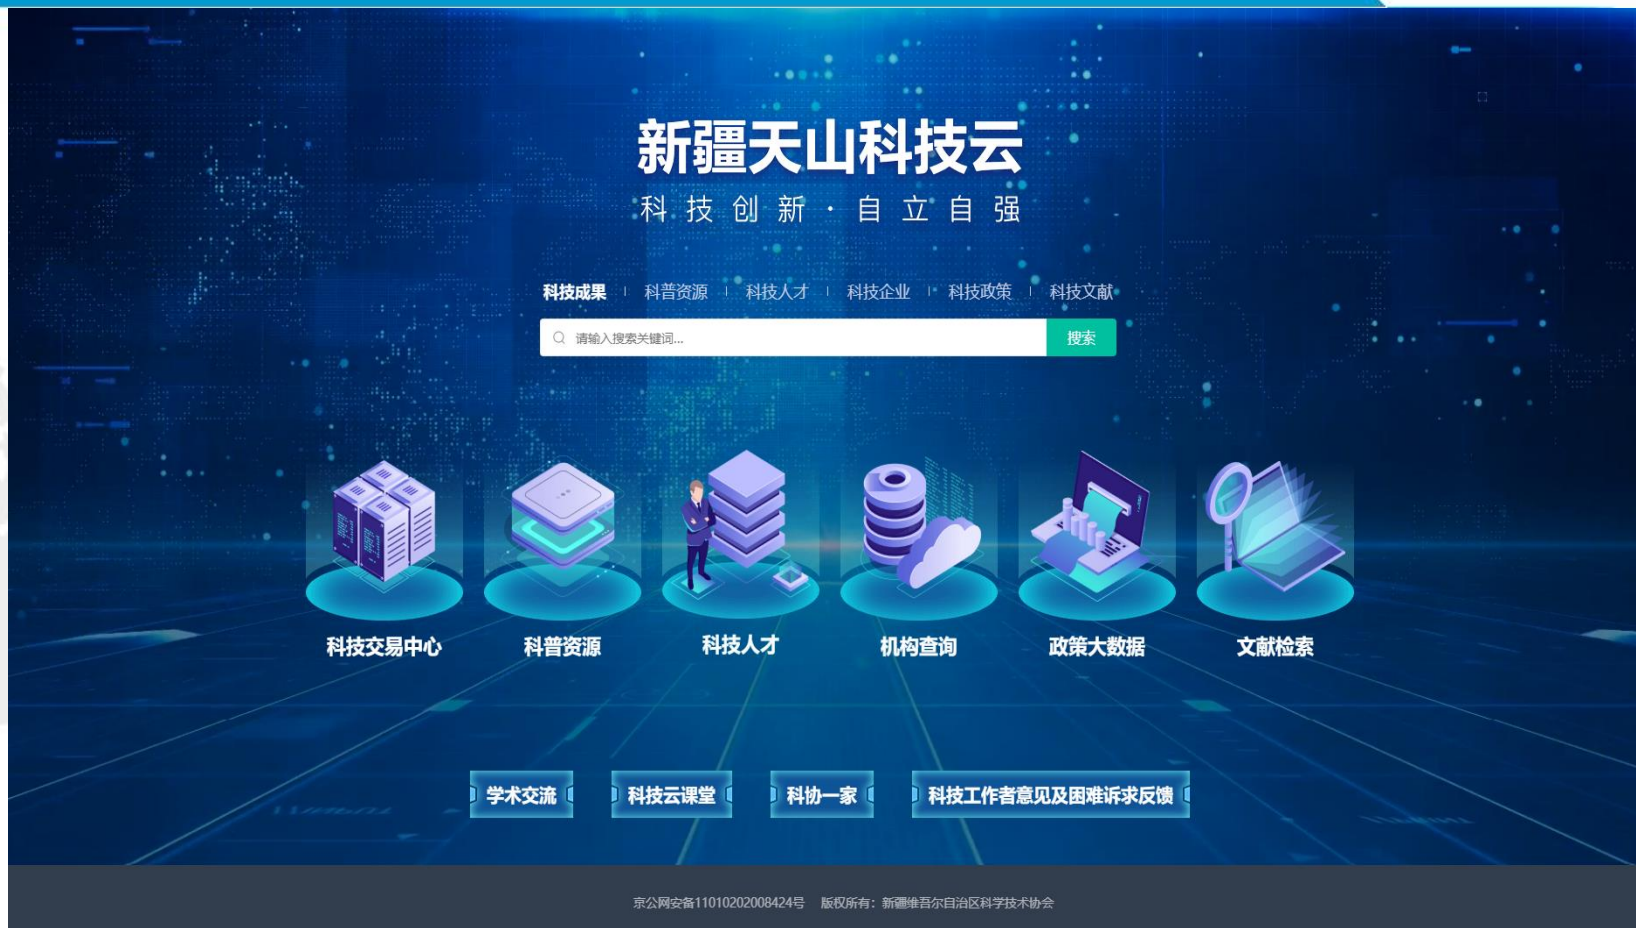 新疆天山科技云
科技创新·自立自强
科技成果 科普资源 科技人才 科技企业 科技政策 科技文献
请输入搜索关键词... 搜索
科技交易中心 科普资源 科技人才 机构查询 政策大数据 文献检索
学术交流 科技云课堂 科协一家 科技工作者意见及困难诉求反馈
京公网安备11010202008424号 版权所有：新疆维吾尔自治区科学技术协会